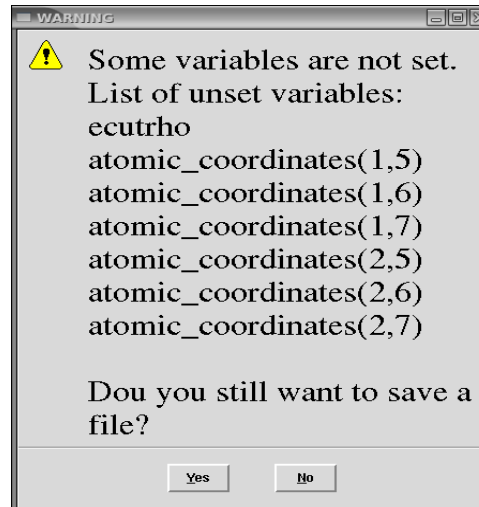 WARNING
Some variables are not set.
List of unset variables:
ecutrho
atomic_coordinates(1,5)
atomic_coordinates(1,6)
atomic_coordinates(1,7)
atomic_coordinates(2,5)
atomic_coordinates(2,6)
atomic_coordinates(2,7)
Dou you still want to save a
file?
Yes
No